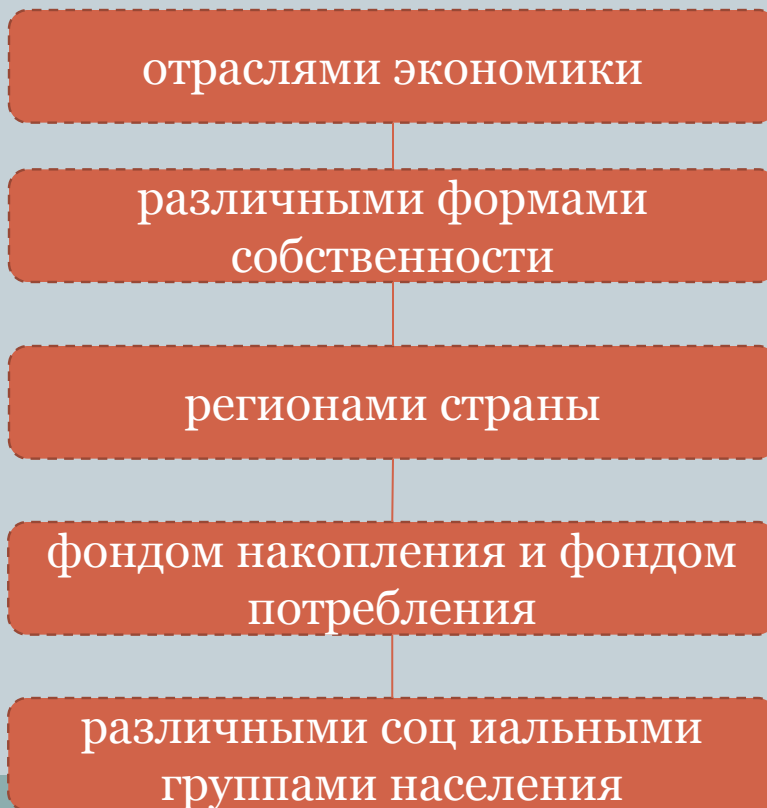 отраслями экономики
различными формами
собственности
регионами страны
фондом накопления и фондом
потребления
различными соц иальными
группами населения